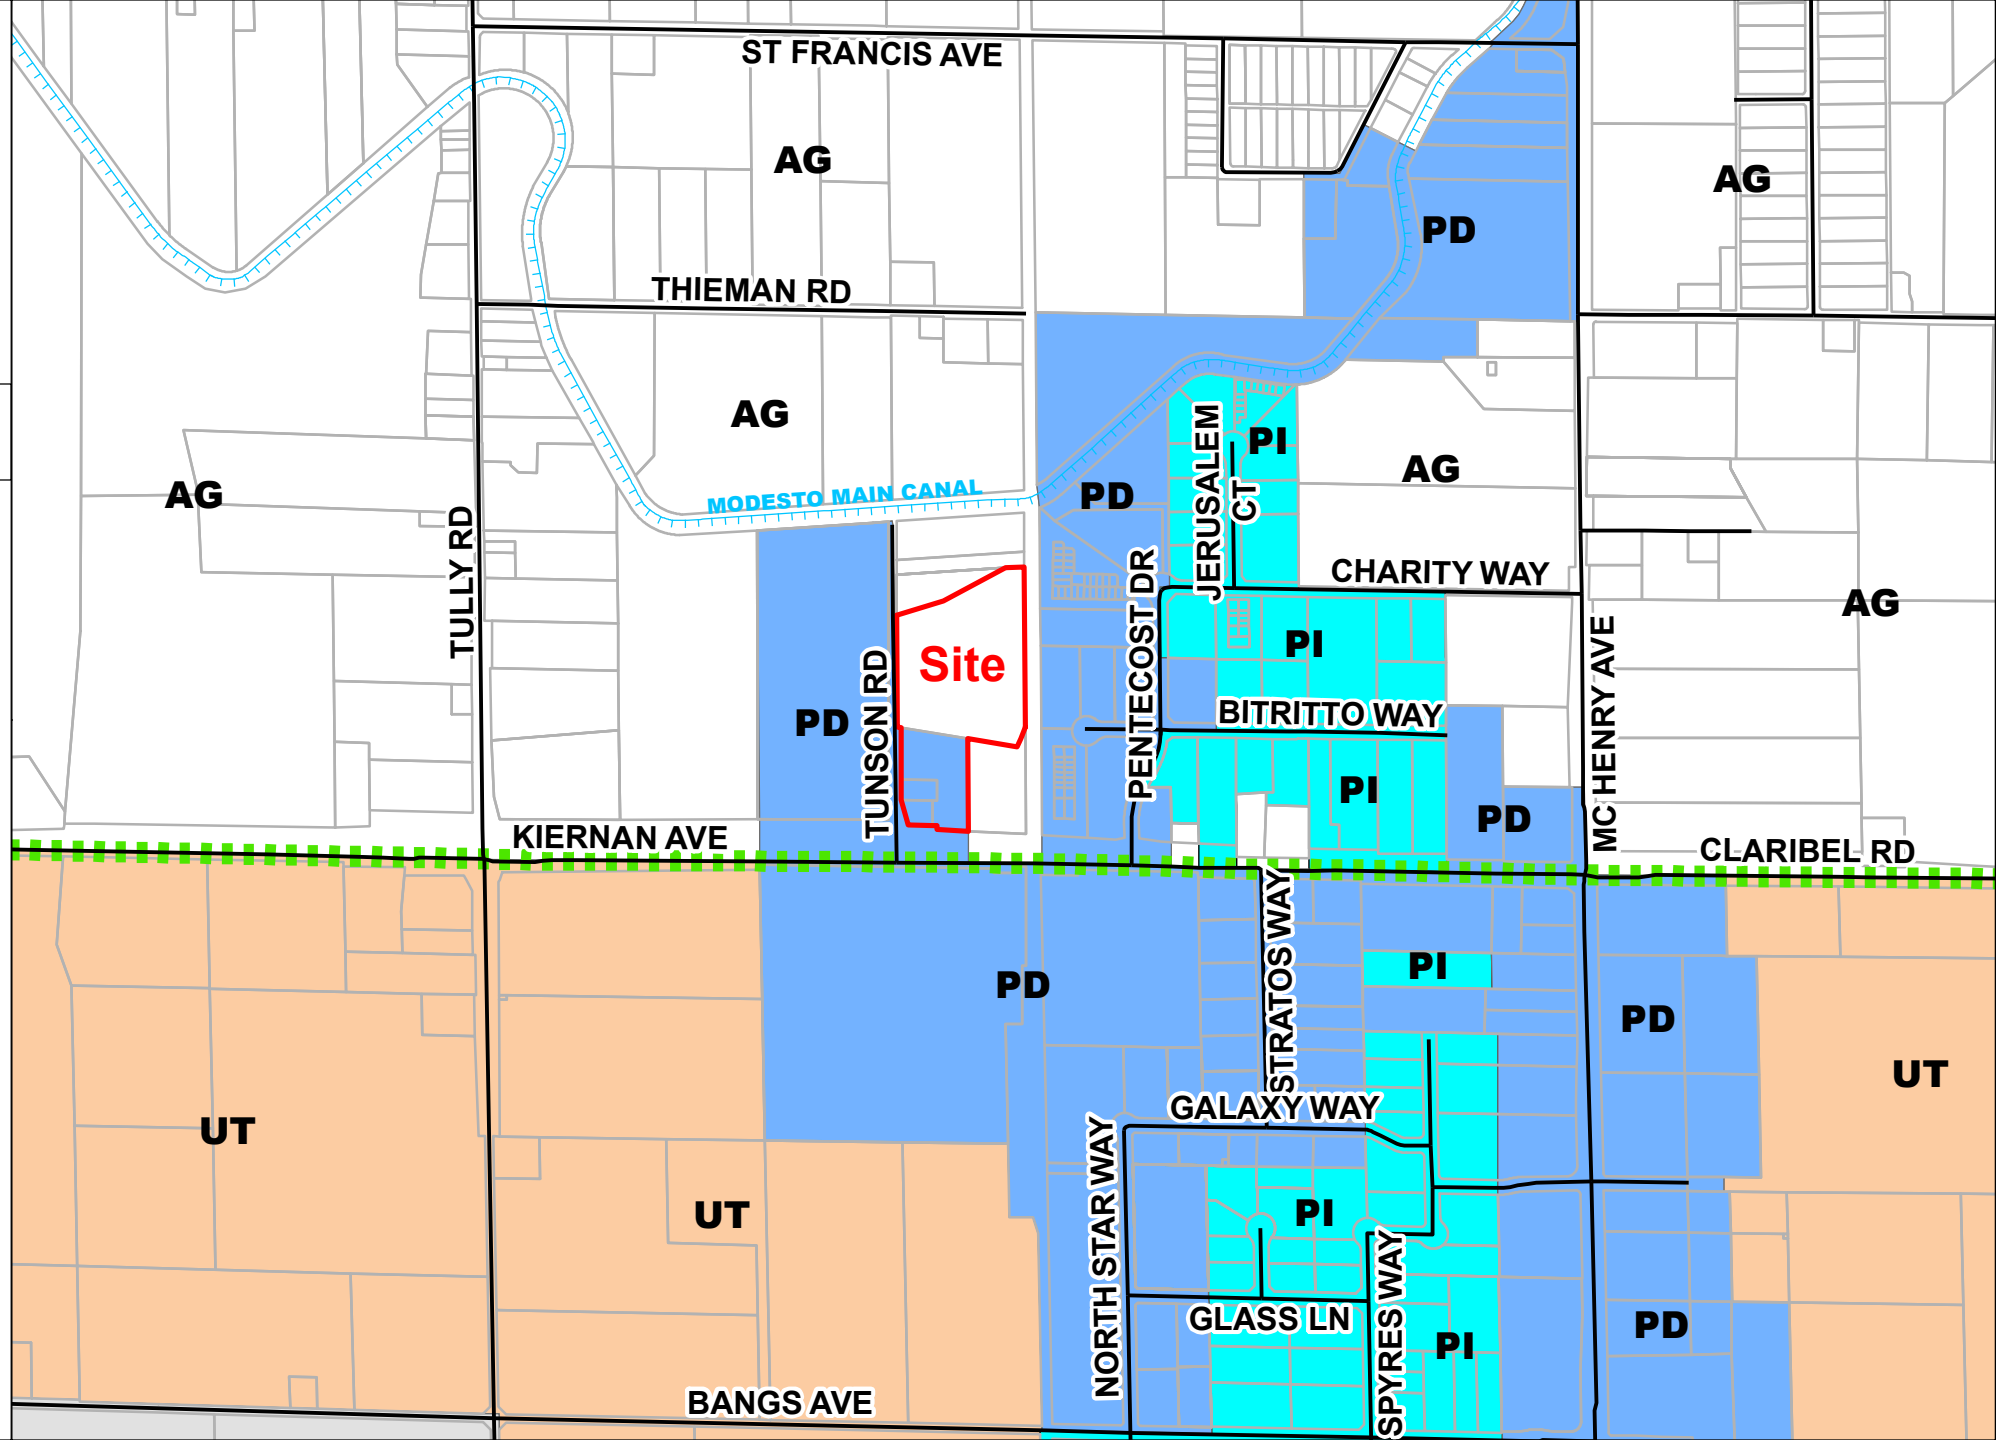 ST FRANCIS AVE
AG
AG
PD
THIEMAN RD
AG
JERUSALEM
CT
PI
AG
AG
MODESTO MAIN CANAL
PD
TULLY RD
CHARITY WAY
AG
PENTECOST DR
PI
MC HENRY AVE
Site
TUNSON RD
PD
BITRITTO WAY
PI
PD
KIERNAN AVE
CLARIBEL RD
STRATOS WAY
PI
PD
PD
UT
UT
GALAXY WAY
NORTH STAR WAY
UT
PI
GLASS LN
SPYRES WAY
PI
PD
BANGS AVE